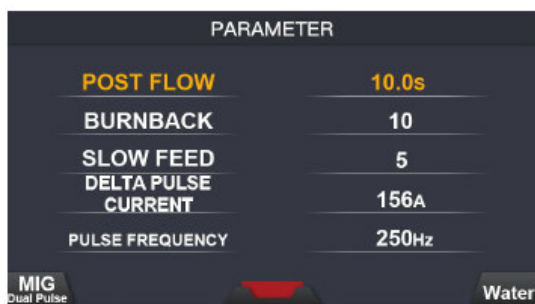 PARAMETER
POST FLOW 10.0s
BURNBACK 10
SLOW FEED 5
DELTA PULSE
CURRENT 156A
PULSE FREQUENCY 250Hz
MIG
Dual Pulse
Water